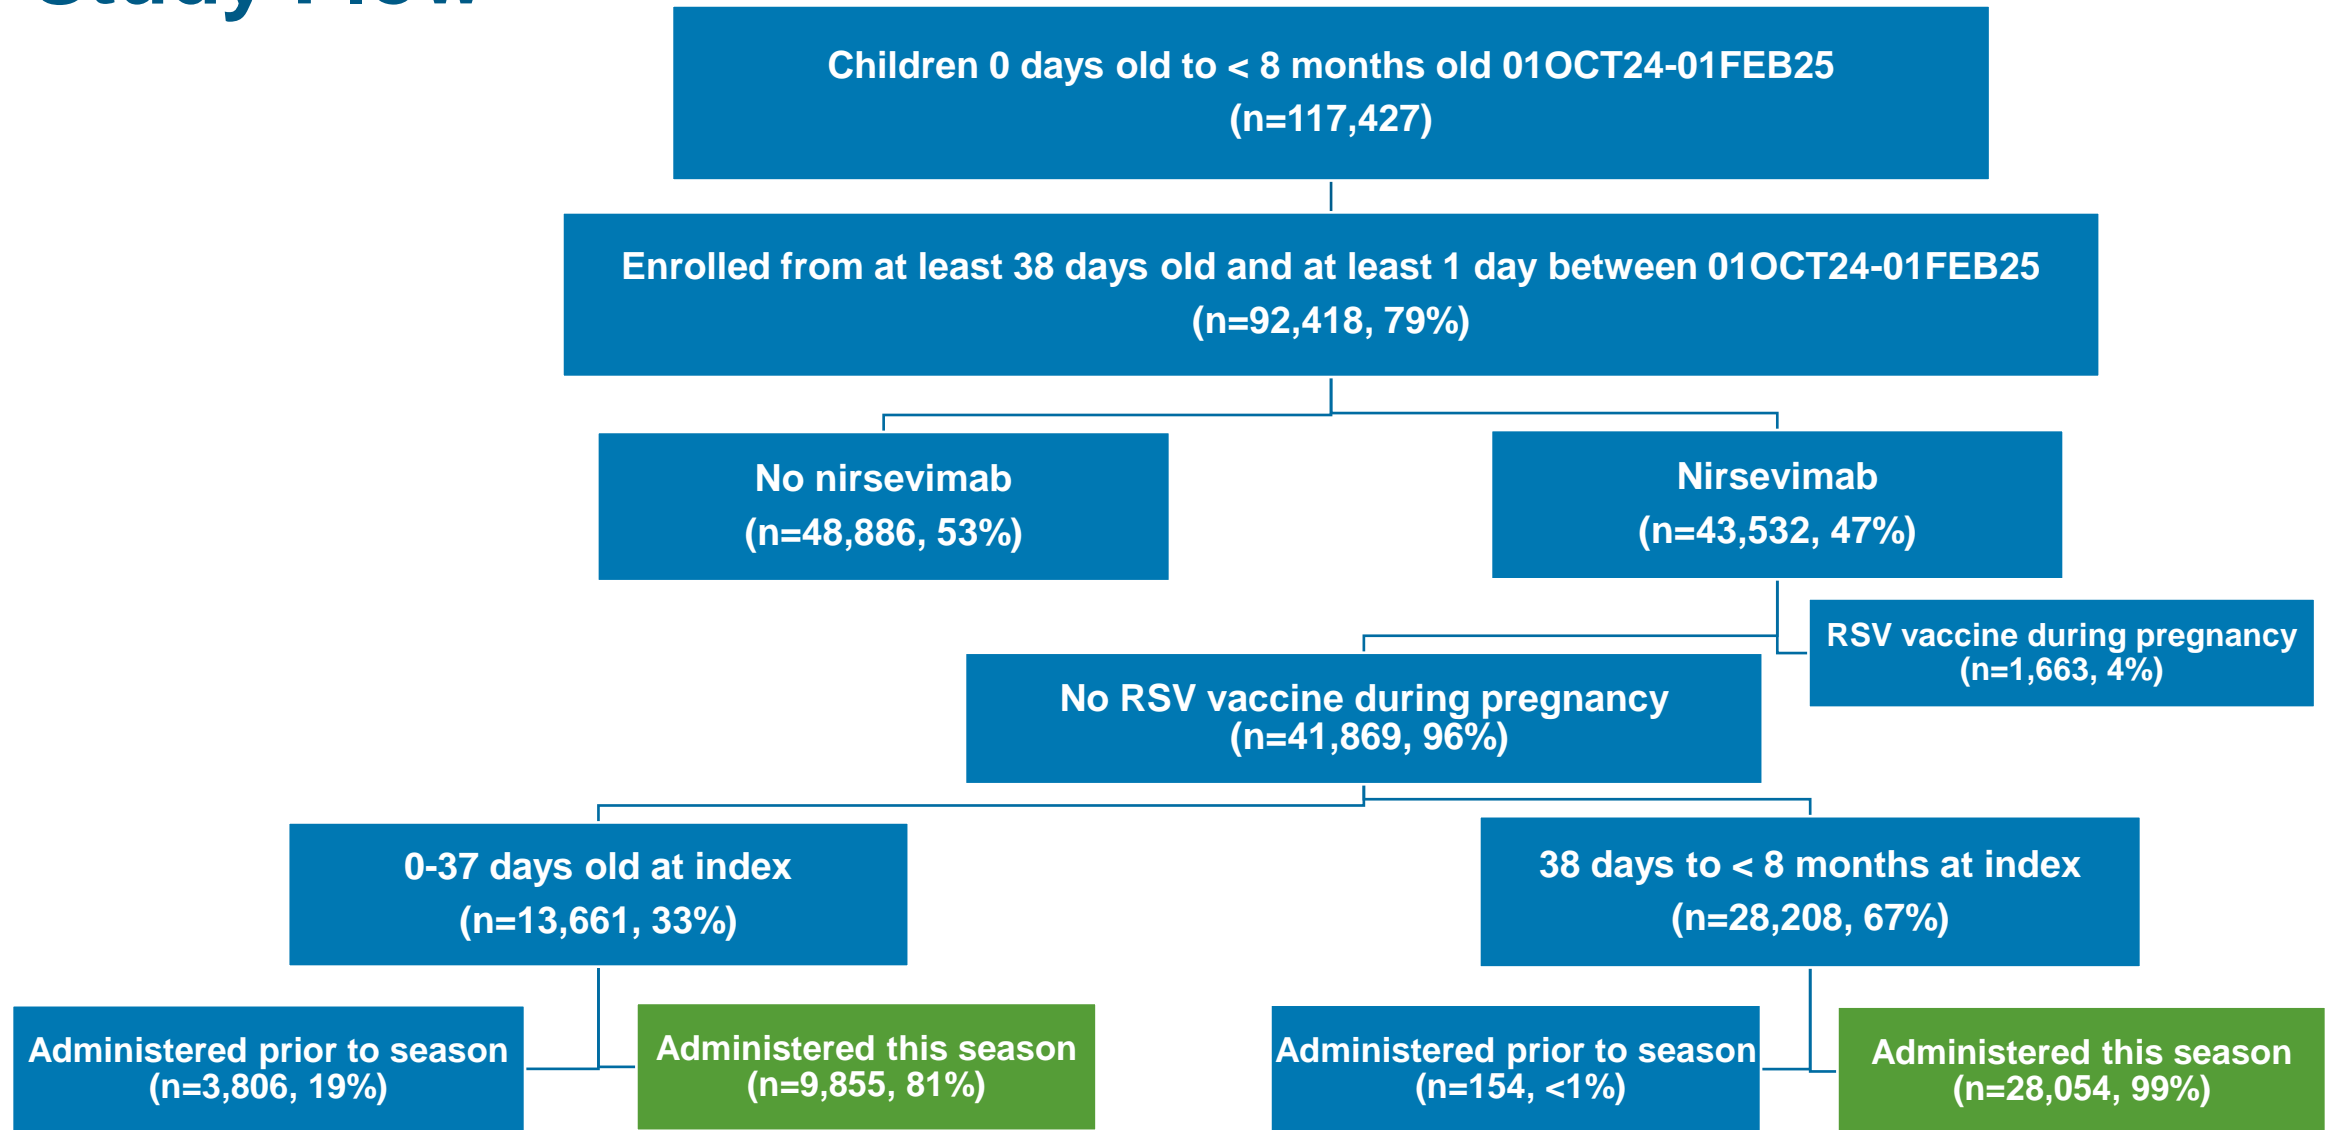 Study Flow
Children 0 days old to < 8 months old 01OCT24-01FEB25
(n=117,427)
Enrolled from at least 38 days old and at least 1 day between 01OCT24-01FEB25
(n=92,418, 79%)
No nirsevimab
(n=48,886, 53%)
Nirsevimab
(n=43,532, 47%)
RSV vaccine during pregnancy
(n=1,663, 4%)
No RSV vaccine during pregnancy
(n=41,869, 96%)
0-37 days old at index
(n=13,661, 33%)
38 days to < 8 months at index
(n=28,208, 67%)
Administered prior to season
(n=3,806, 19%)
Administered this season
(n=9,855, 81%)
Administered prior to season
(n=154, <1%)
Administered this season
(n=28,054, 99%)